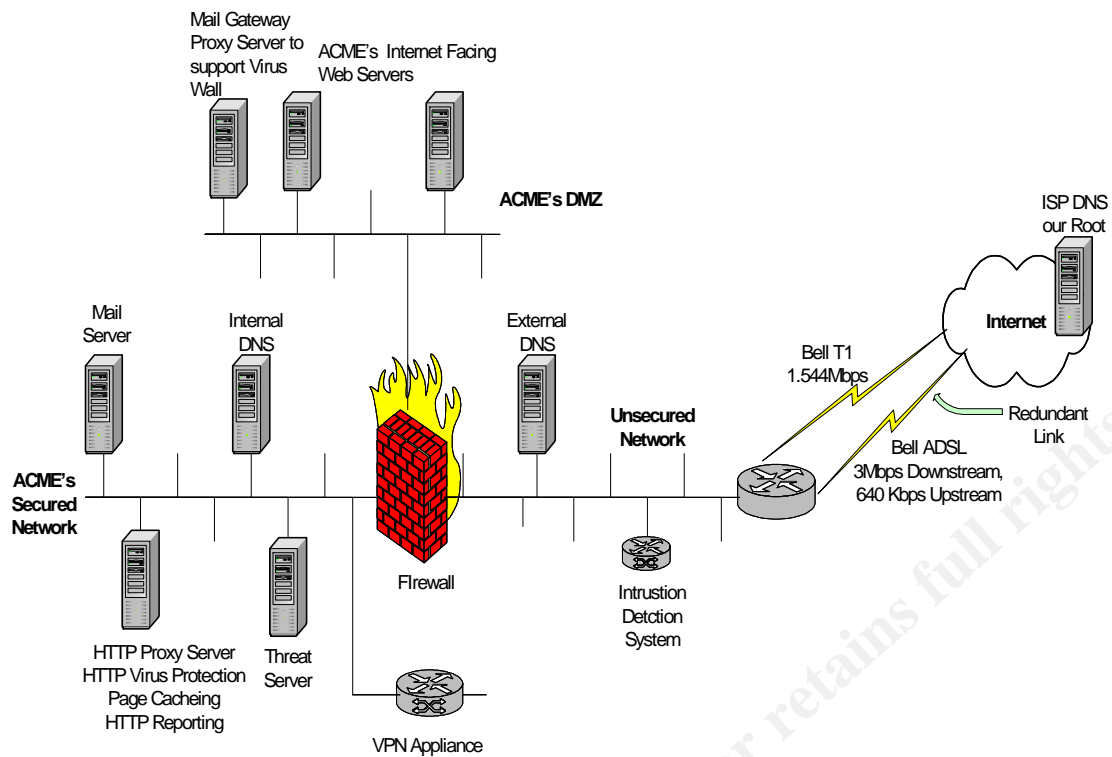 Mail Gateway
Proxy Server to
support Virus
Wall
ACME's Internet Facing
Web Servers
ACME's DMZ
ISP DNS
our Root
Internet
Mail
Server
Internal
DNS
External
DNS
Bell T1
1.544Mbps
Redundant
Link
Unsecured
Network
Bell ADSL
3Mbps Downstream,
640 Kbps Upstream
ACME's
Secured
Network
FIrewall
Intrustion
Detction
System
HTTP Proxy Server
HTTP Virus Protection
Page Cacheing
HTTP Reporting
Threat
Server
VPN Appliance
retains full rights